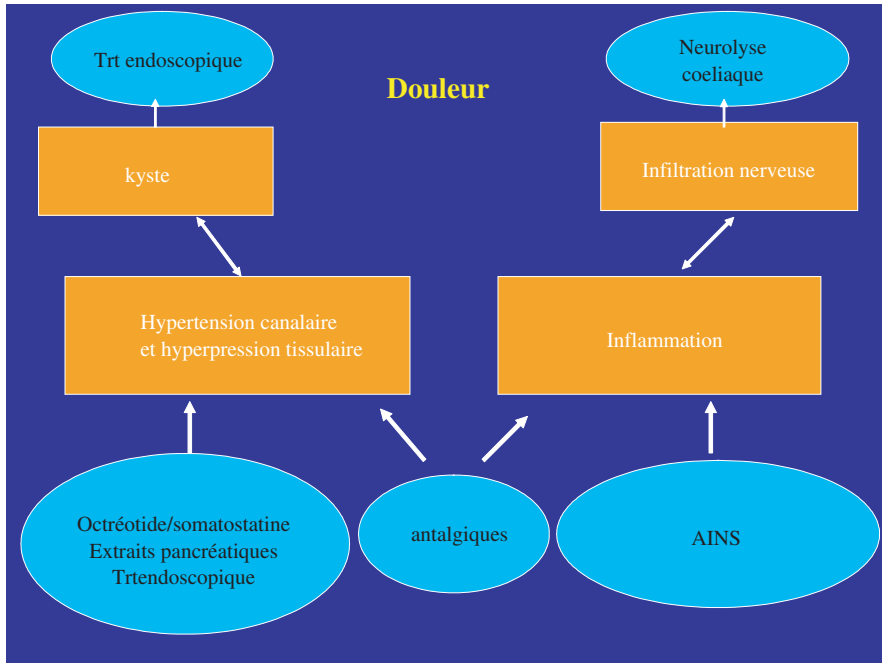 Trt endoscopique
Neurolyse
coeliaque
Douleur
kyste
Infiltration nerveuse
Hypertension canalaire
et hyperpression tissulaire
Inflammation
Octréotide/somatostatine
Extraits pancréatiques
Trtendoscopique
antalgiques
AINS